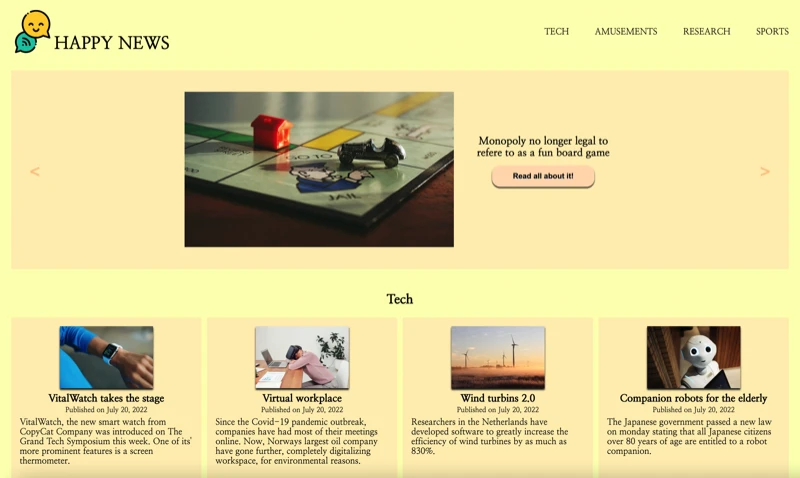 HAPPY NEWS
TECH AMUSEMENTS RESEARCH SPORTS
GO TO
JAIL
Monopoly no longer legal to
refere to as a fun board game
Read all about it!
<
>
Tech
VitalWatch takes the stage
Published on July 20, 2022
VitalWatch, the new smart watch from
CopyCat Company was introduced on The
Grand Tech Symposium this week. One of its'
more prominent features is a screen
thermometer.
Virtual workplace
Published on July 20, 2022
Since the Covid-19 pandemic outbreak,
companies have had most of their meetings
online. Now, Norways largest oil company
have gone further, completely digitalizing
workspace, for environmental reasons.
Wind turbins 2.0
Published on July 20, 2022
Researchers in the Netherlands have
developed software to greatly increase the
efficiency of wind turbines by as much as
830%.
Companion robots for the elderly
Published on July 20, 2022
The Japanese government passed a new law
on monday stating that all Japanese citizens
over 80 years of age are entitled to a robot
companion.